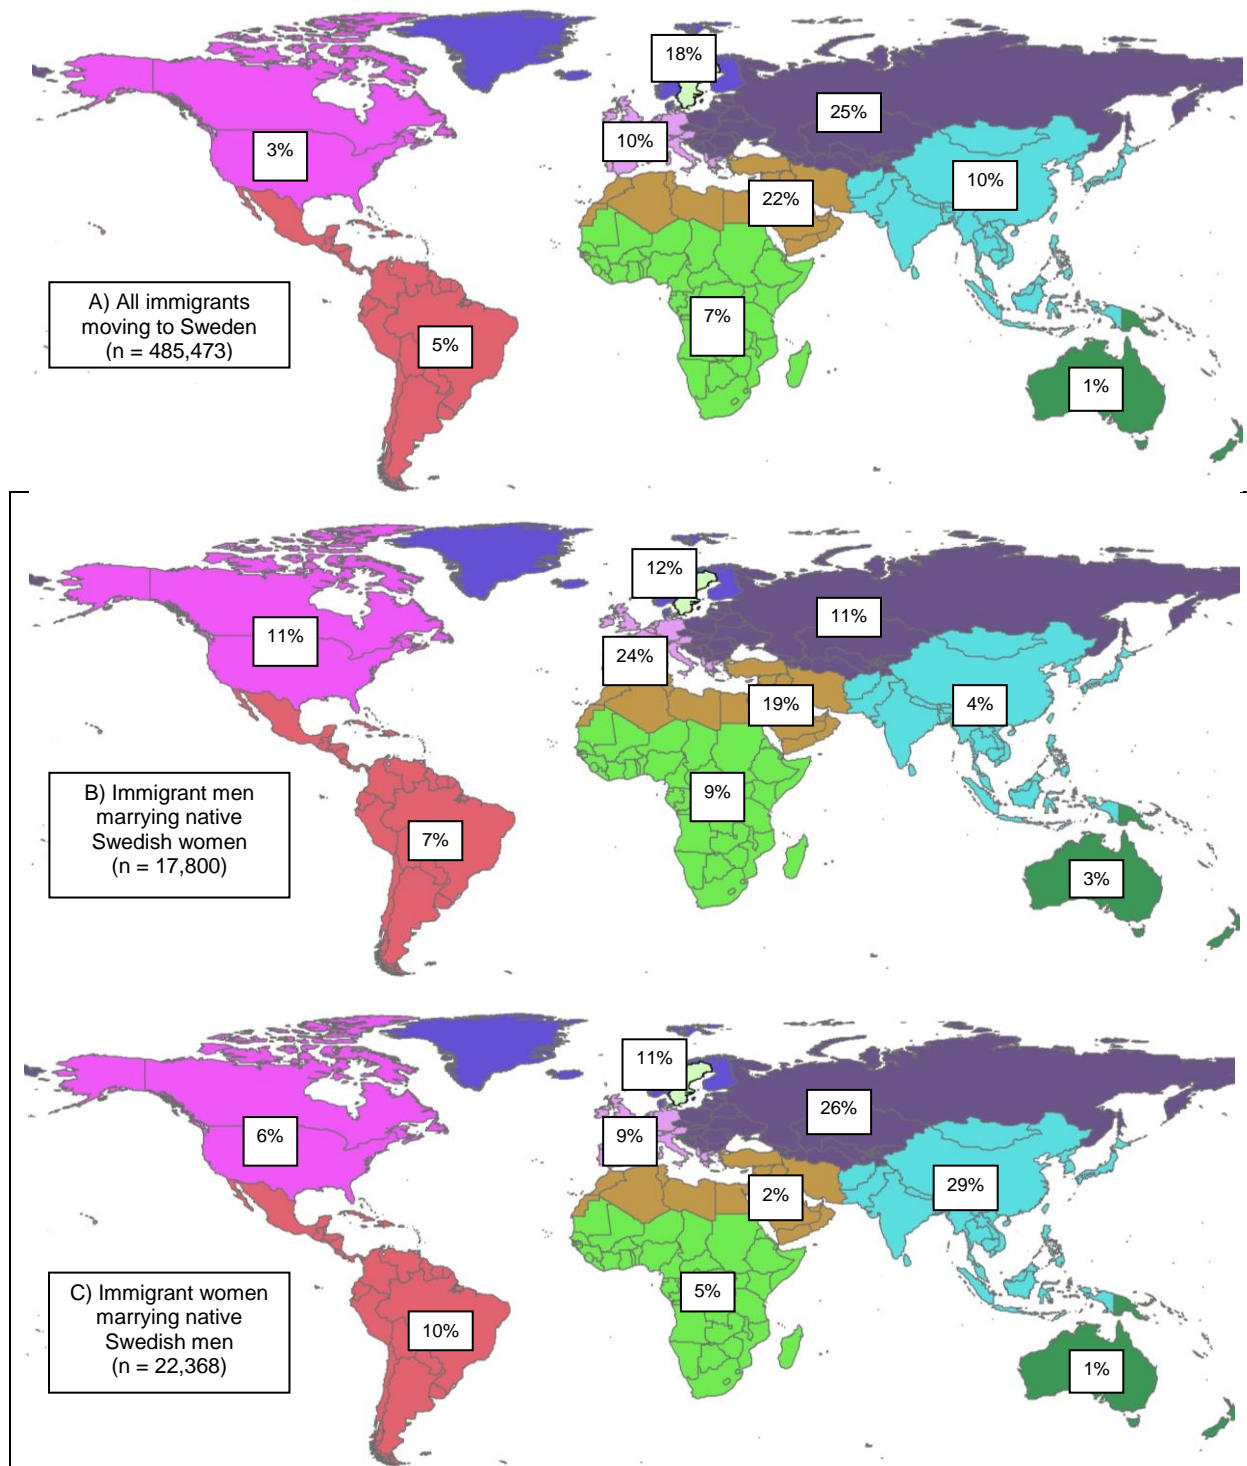 18%
25%
10%
3%
10%
22%
7%
5%
1%
A) All immigrants
moving to Sweden
(n = 485,473)
12%
11%
11%
24%
19%
4%
9%
7%
3%
B) Immigrant men
marrying native
Swedish women
(n = 17,800)
11%
26%
6%
9%
2%
29%
5%
10%
1%
C) Immigrant women
marrying native
Swedish men
(n = 22,368)